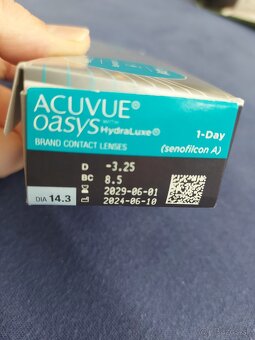 ACUVUE®
oasys WITH HydraLuxe®
1-Day
BRAND CONTACT LENSES
(senofilcon A)
D -3.25
BC 8.5
2029-06-01
DIA 14.3
2024-06-10